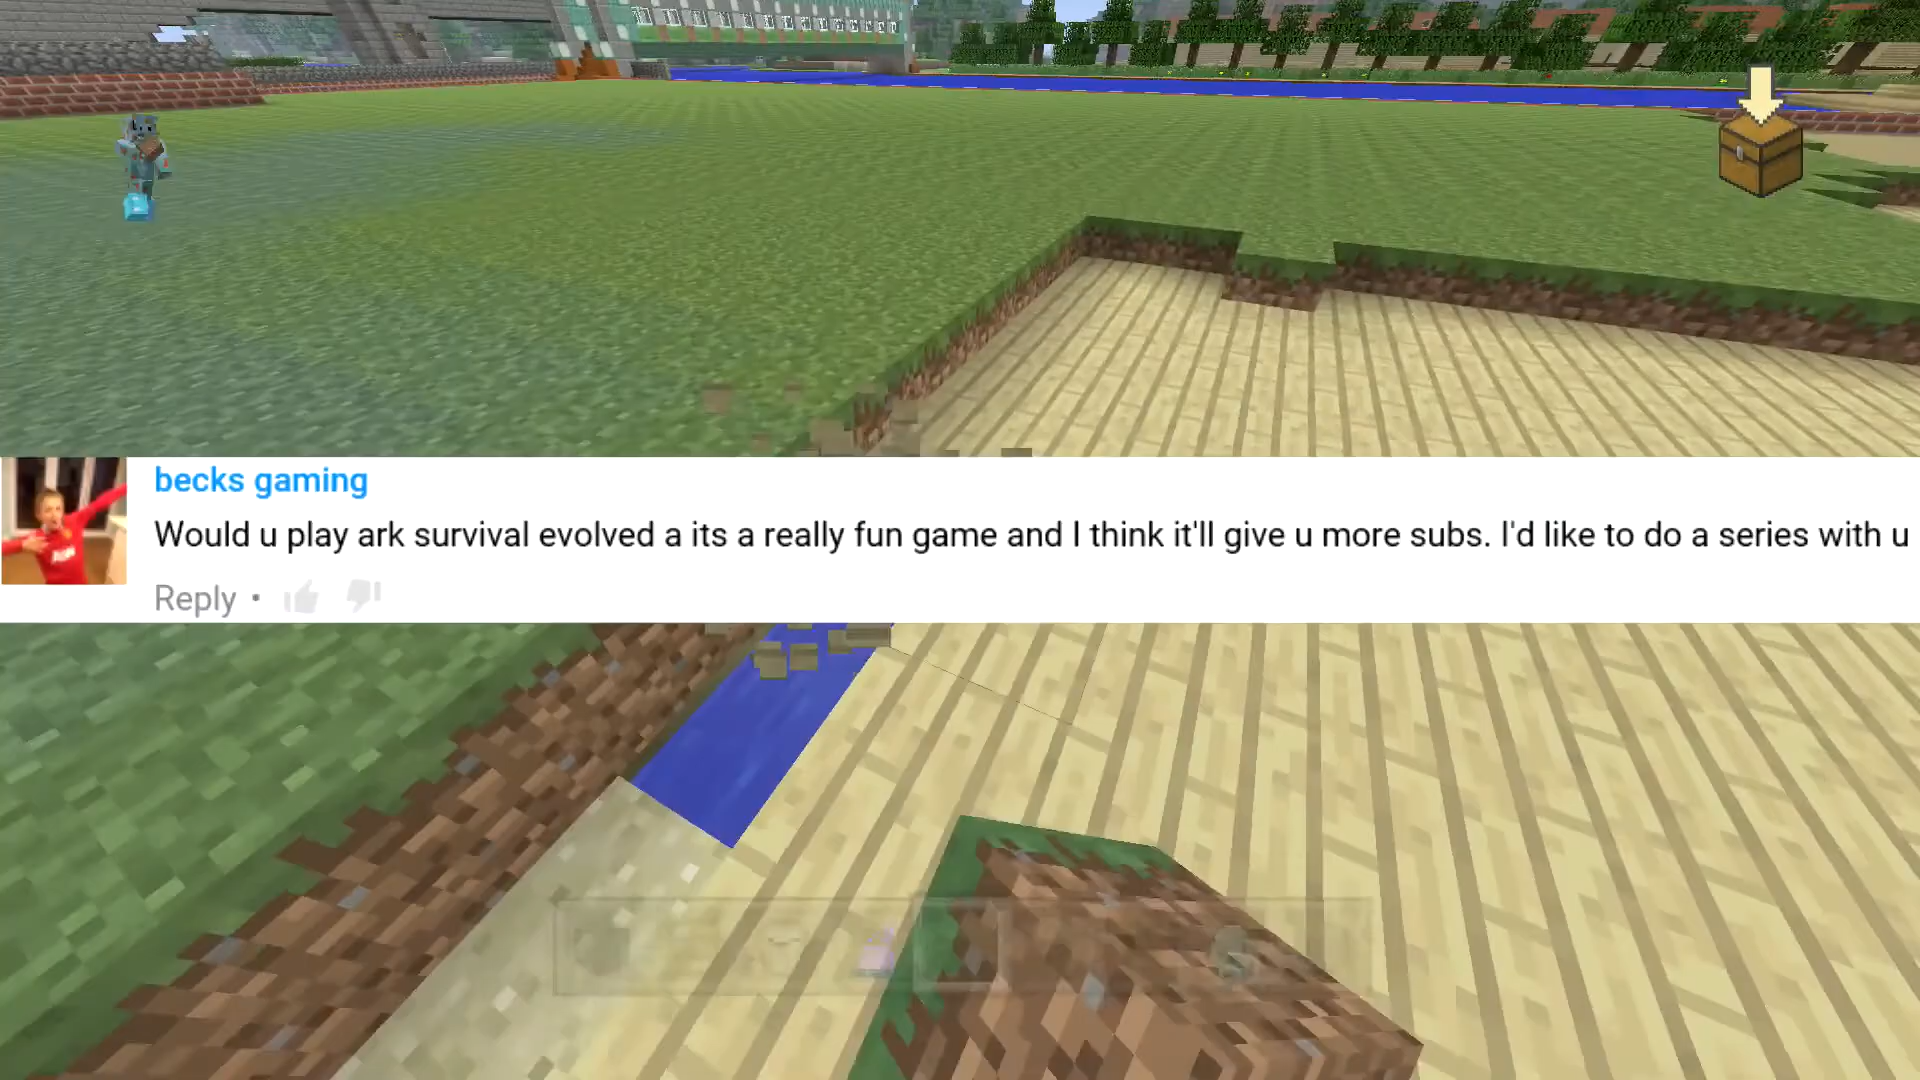 becks gaming
Would u play ark survival evolved a its a really fun game and I think it'll give u more subs. I'd like to do a series with u
Reply •